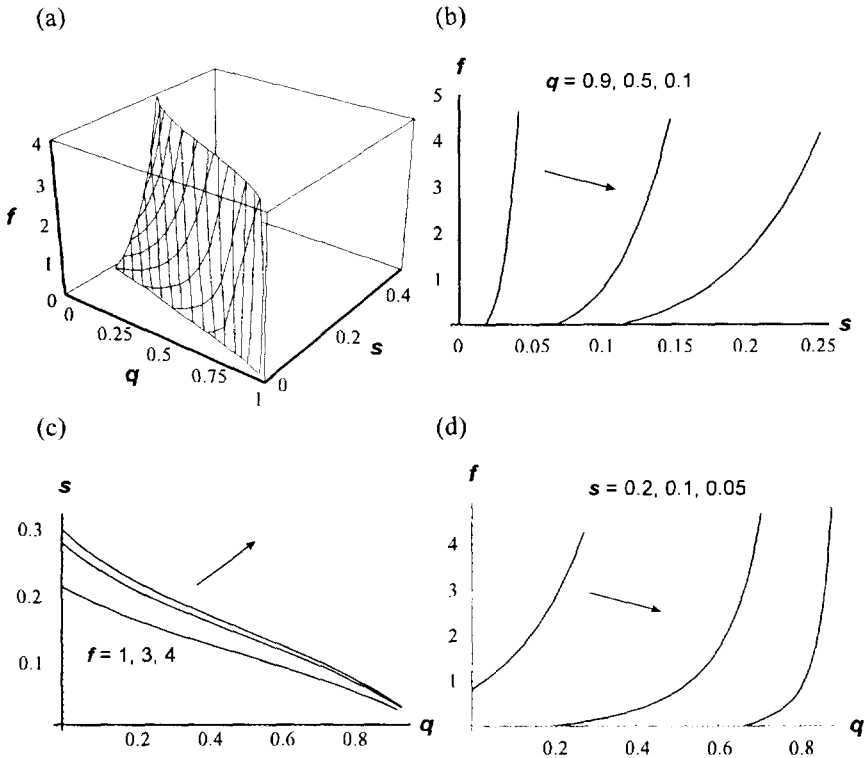 (a)
4
3
f
2
1
0
0
0.25
0.5
q
0.75
1
0
0.2
s
0.4
(b)
f
q = 0.9, 0.5, 0.1
5
4
3
2
1
s
0
0.05
0.1
0.15
0.2
0.25
(c)
s
0.3
0.2
0.1
f = 1, 3, 4
0.2
0.4
0.6
0.8
q
(d)
f
s = 0.2, 0.1, 0.05
4
3
2
1
0.2
0.4
0.6
0.8
q